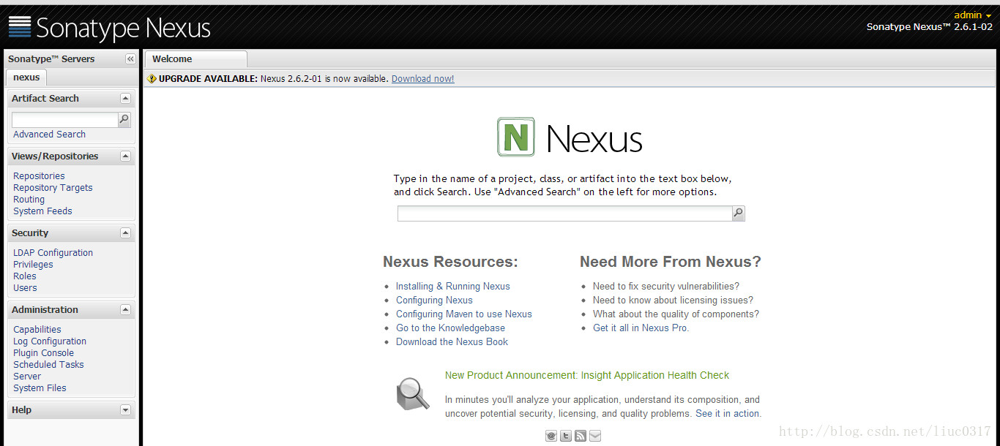 Sonatype Nexus
admin
Sonatype Nexus™ 2.6.1-02
Sonatype™ Servers
nexus
Artifact Search
Advanced Search
Views/Repositories
Repositories
Repository Targets
Routing
System Feeds
Security
LDAP Configuration
Privileges
Roles
Users
Administration
Capabilities
Log Configuration
Plugin Console
Scheduled Tasks
Server
System Files
Help
Welcome
UPGRADE AVAILABLE: Nexus 2.6.2-01 is now available. Download now!
N Nexus
Type in the name of a project, class, or artifact into the text box below,
and click Search. Use "Advanced Search" on the left for more options.
Nexus Resources:
Installing & Running Nexus
Configuring Nexus
Configuring Maven to use Nexus
Go to the Knowledgebase
Download the Nexus Book
Need More From Nexus?
Need to fix security vulnerabilities?
Need to know about licensing issues?
What about the quality of components?
Get it all in Nexus Pro.
New Product Announcement: Insight Application Health Check
In minutes you'll analyze your application, understand its composition, and
uncover potential security, licensing, and quality problems. See it in action.
http://blog.csdn.net/liuc0317